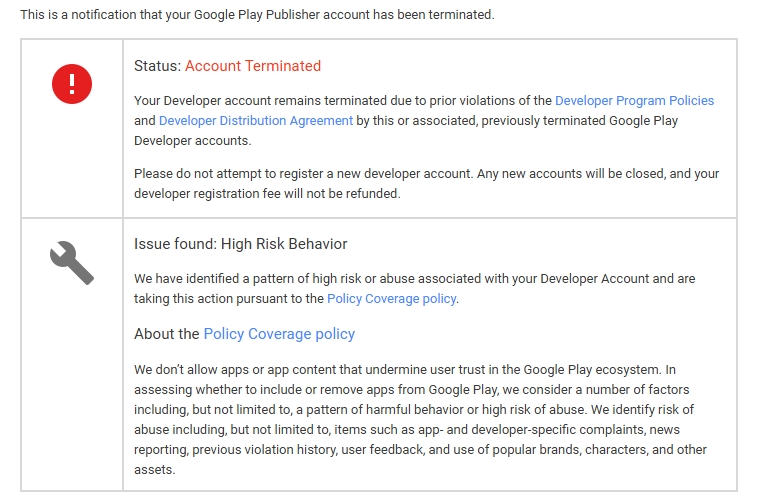 This is a notification that your Google Play Publisher account has been terminated.
Status: Account Terminated
Your Developer account remains terminated due to prior violations of the Developer Program Policies
and Developer Distribution Agreement by this or associated, previously terminated Google Play
Developer accounts.
Please do not attempt to register a new developer account. Any new accounts will be closed, and your
developer registration fee will not be refunded.
Issue found: High Risk Behavior
We have identified a pattern of high risk or abuse associated with your Developer Account and are
taking this action pursuant to the Policy Coverage policy.
About the Policy Coverage policy
We don’t allow apps or app content that undermine user trust in the Google Play ecosystem. In
assessing whether to include or remove apps from Google Play, we consider a number of factors
including, but not limited to, a pattern of harmful behavior or high risk of abuse. We identify risk of
abuse including, but not limited to, items such as app- and developer-specific complaints, news
reporting, previous violation history, user feedback, and use of popular brands, characters, and other
assets.